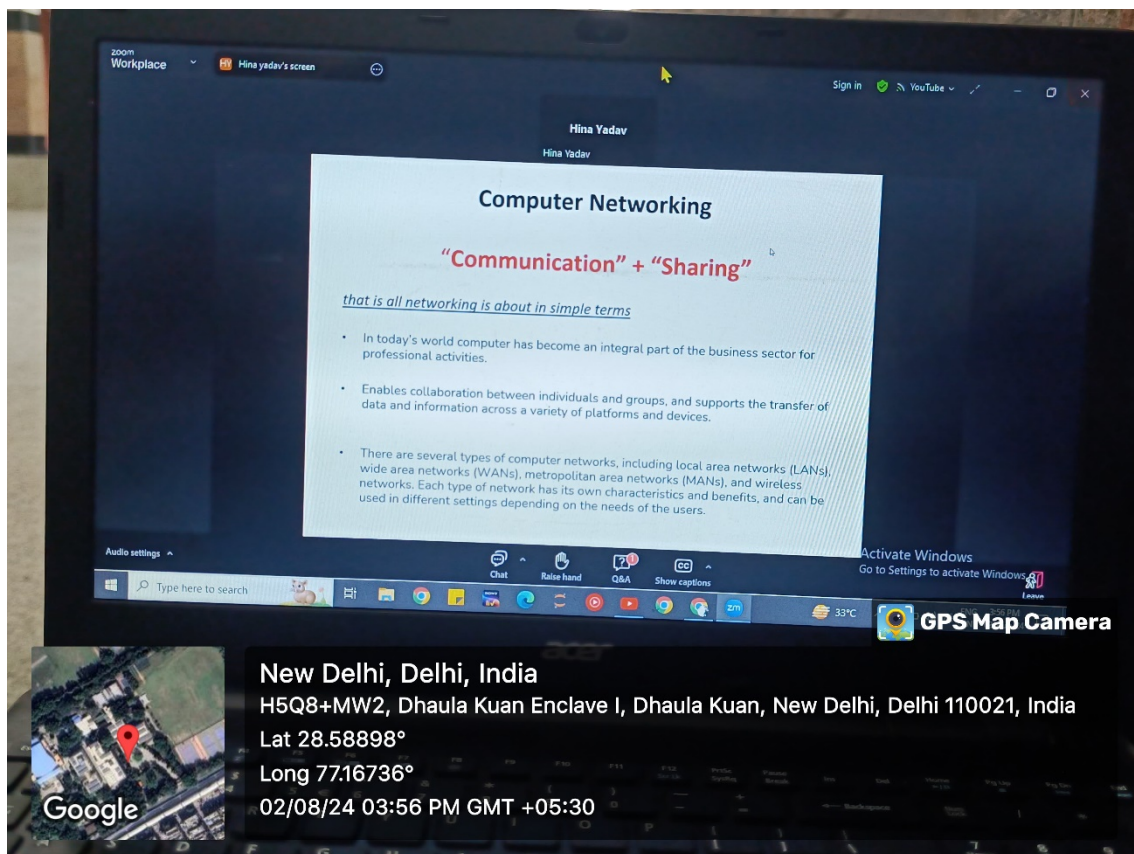 zoom
Workplace
HY Hina yadav's screen
Sign in
YouTube
Hina Yadav
Hina Yadav
Computer Networking
“Communication” + “Sharing”
that is all networking is about in simple terms
• In today's world computer has become an integral part of the business sector for
professional activities.
• Enables collaboration between individuals and groups, and supports the transfer of
data and information across a variety of platforms and devices.
• There are several types of computer networks, including local area networks (LANs),
wide area networks (WANs), metropolitan area networks (MANs), and wireless
networks. Each type of network has its own characteristics and benefits, and can be
used in different settings depending on the needs of the users.
Audio settings
Chat
Raise hand
Q&A
1
CC
Show captions
Activate Windows
Go to Settings to activate Windows.
Leave
Type here to search
zm
33°C
ENG
3:56 PM
GPS Map Camera
acer
New Delhi, Delhi, India
H5Q8+MW2, Dhaula Kuan Enclave I, Dhaula Kuan, New Delhi, Delhi 110021, India
Lat 28.58898°
Long 77.16736°
02/08/24 03:56 PM GMT +05:30
Google
Backspace